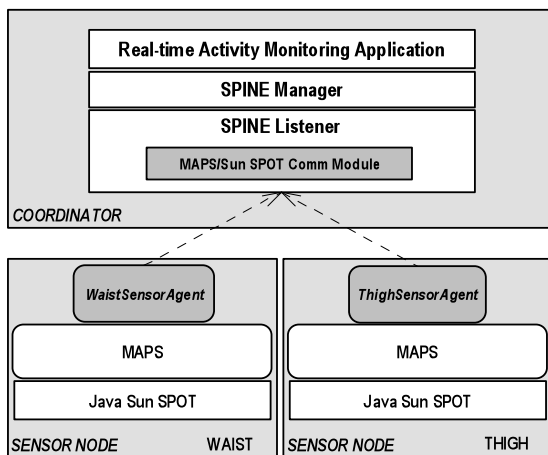 Real-time Activity Monitoring Application
SPINE Manager
SPINE Listener
MAPS/Sun SPOT Comm Module
COORDINATOR
WaistSensorAgent
MAPS
Java Sun SPOT
SENSOR NODE WAIST
ThighSensorAgent
MAPS
Java Sun SPOT
SENSOR NODE THIGH